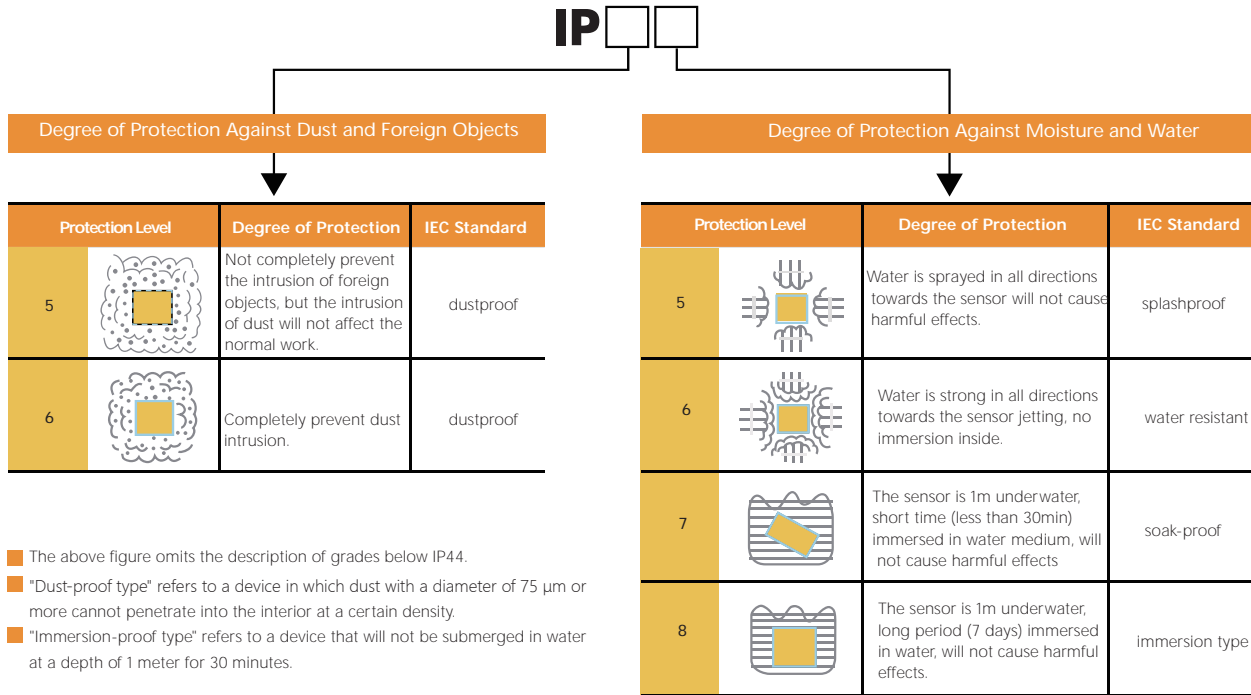 IP
Degree of Protection Against Dust and Foreign Objects
Protection Level Degree of Protection IEC Standard
5
Not completely prevent
the intrusion of foreign
objects, but the intrusion
of dust will not affect the
normal work.
dustproof
6
Completely prevent dust
intrusion.
dustproof
The above figure omits the description of grades below IP44.
"Dust-proof type" refers to a device in which dust with a diameter of 75 μm or
more cannot penetrate into the interior at a certain density.
"Immersion-proof type" refers to a device that will not be submerged in water
at a depth of 1 meter for 30 minutes.
Degree of Protection Against Moisture and Water
Protection Level Degree of Protection IEC Standard
5
Water is sprayed in all directions
towards the sensor will not cause
harmful effects.
splashproof
6
Water is strong in all directions
towards the sensor jetting, no
immersion inside.
water resistant
7
The sensor is 1m underwater,
short time (less than 30min)
immersed in water medium, will
not cause harmful effects
soak-proof
8
The sensor is 1m underwater,
long period (7 days) immersed
in water, will not cause harmful
effects.
immersion type